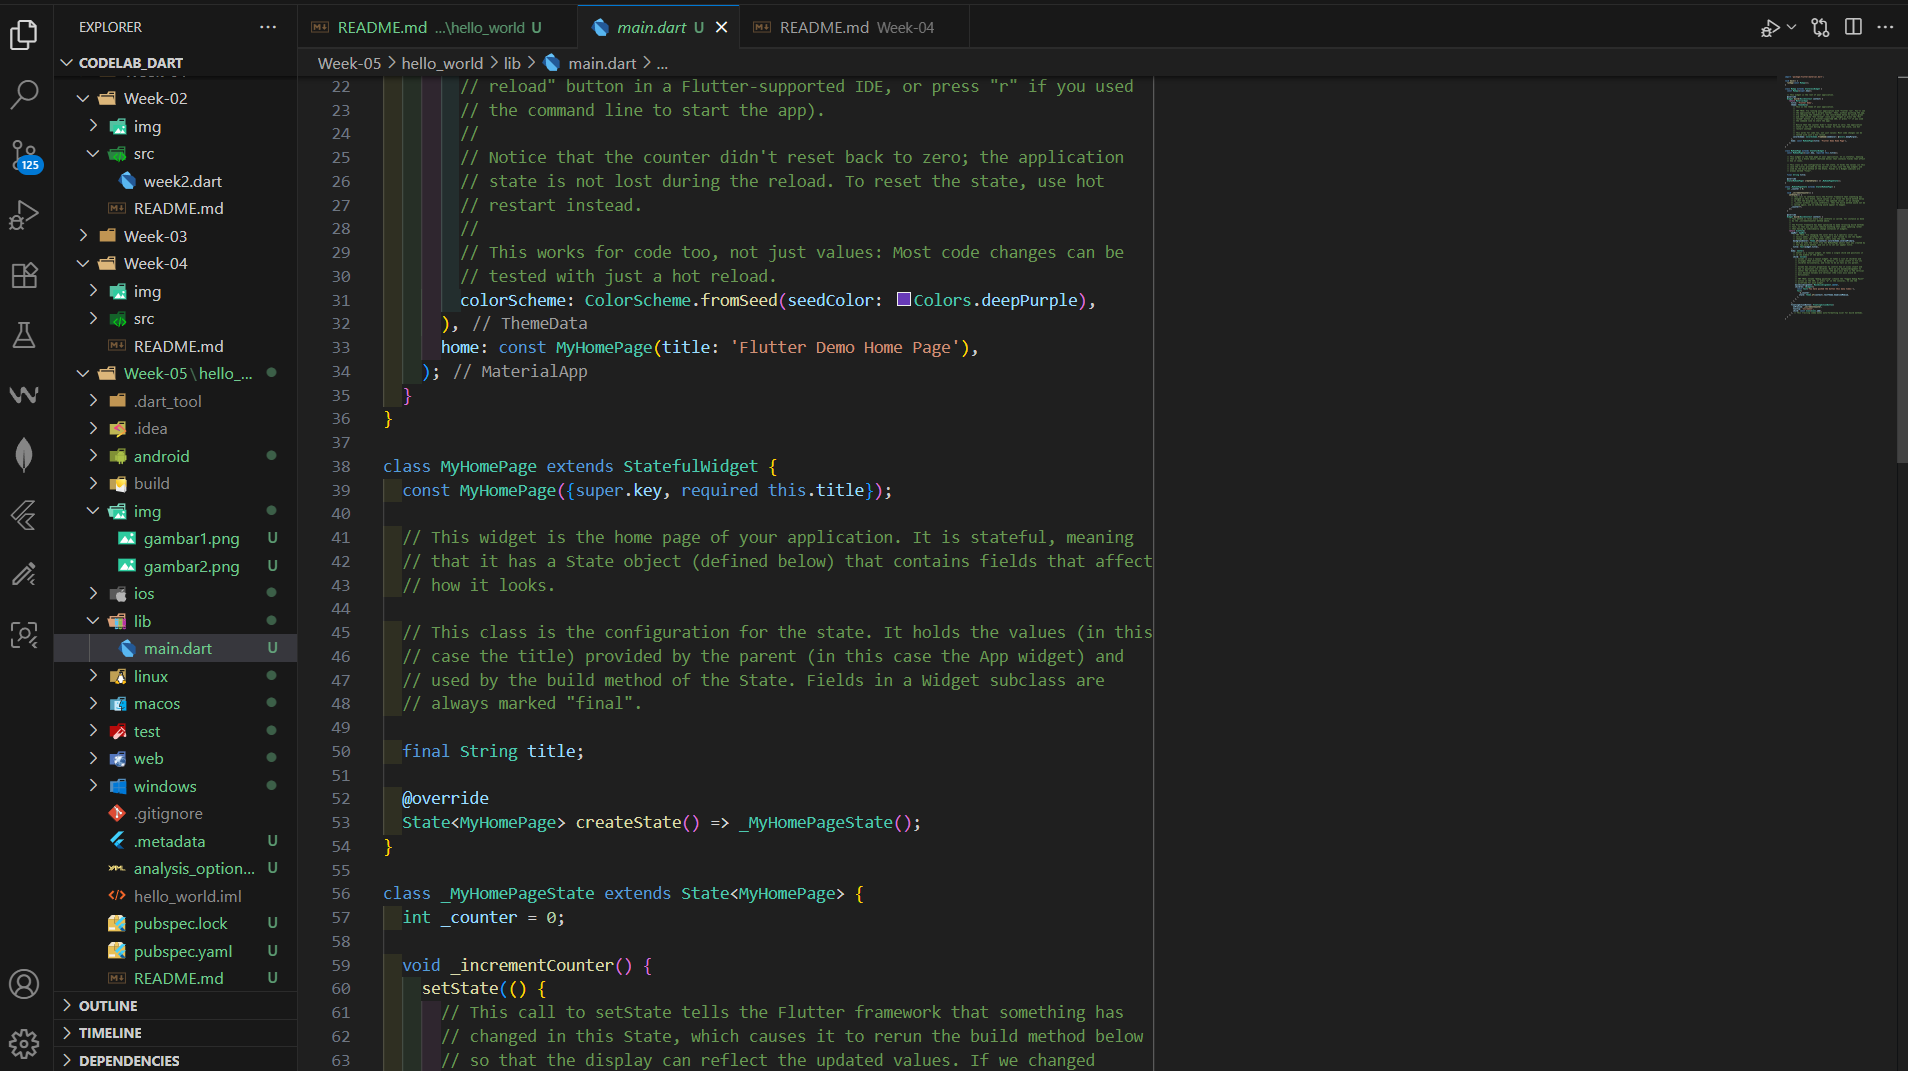 EXPLORER
CODELAB_DART
Week-02
img
src
week2.dart
README.md
Week-03
Week-04
img
src
README.md
Week-05\hello_...
.dart_tool
.idea
android
build
img
gambar1.png U
gambar2.png U
ios
lib
main.dart U
linux
macos
test
web
windows
.gitignore
.metadata U
analysis_option... U
hello_world.iml
pubspec.lock U
pubspec.yaml U
README.md U
OUTLINE
TIMELINE
DEPENDENCIES
125
README.md ...\hello_world U
main.dart U
README.md Week-04
Week-05 > hello_world > lib > main.dart > ...
22 // reload" button in a Flutter-supported IDE, or press "r" if you used
23 // the command line to start the app).
24 //
25 // Notice that the counter didn't reset back to zero; the application
26 // state is not lost during the reload. To reset the state, use hot
27 // restart instead.
28 //
29 // This works for code too, not just values: Most code changes can be
30 // tested with just a hot reload.
31 colorScheme: ColorScheme.fromSeed(seedColor: Colors.deepPurple),
32 ), // ThemeData
33 home: const MyHomePage(title: 'Flutter Demo Home Page'),
34 ); // MaterialApp
35 }
36 }
37
38 class MyHomePage extends StatefulWidget {
39 const MyHomePage({super.key, required this.title});
40
41 // This widget is the home page of your application. It is stateful, meaning
42 // that it has a State object (defined below) that contains fields that affect
43 // how it looks.
44
45 // This class is the configuration for the state. It holds the values (in this
46 // case the title) provided by the parent (in this case the App widget) and
47 // used by the build method of the State. Fields in a Widget subclass are
48 // always marked "final".
49
50 final String title;
51
52 @override
53 State<MyHomePage> createState() => _MyHomePageState();
54 }
55
56 class _MyHomePageState extends State<MyHomePage> {
57 int _counter = 0;
58
59 void _incrementCounter() {
60 setState(() {
61 // This call to setState tells the Flutter framework that something has
62 // changed in this State, which causes it to rerun the build method below
63 // so that the display can reflect the updated values. If we changed